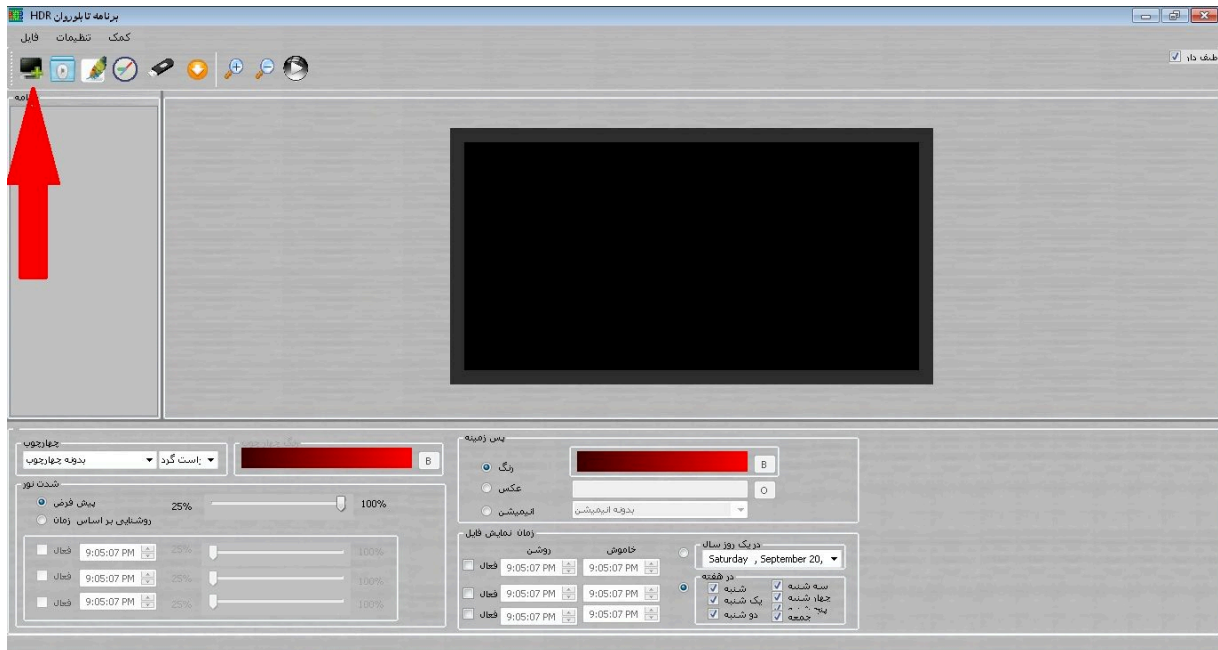 برنامه تابلوروان HDR
فایل تنظیمات کمک
طیف دار
چهارچوب
بدونه چهارچوب
راست گرد
B
شدت نور
پیش فرض
25%
100%
روشنایی بر اساس زمان
فعال 9:05:07 PM 25% 100%
فعال 9:05:07 PM 25% 100%
فعال 9:05:07 PM 25% 100%
پس زمینه
رنگ
B
عکس
O
انیمیشن
بدونه انیمیشن
زمان نمایش فایل
روشن خاموش
فعال 9:05:07 PM 9:05:07 PM
فعال 9:05:07 PM 9:05:07 PM
فعال 9:05:07 PM 9:05:07 PM
در یک روز سال
Saturday , September 20,
در هفته
شنبه سه شنبه
یک شنبه چهار شنبه
دو شنبه
جمعه